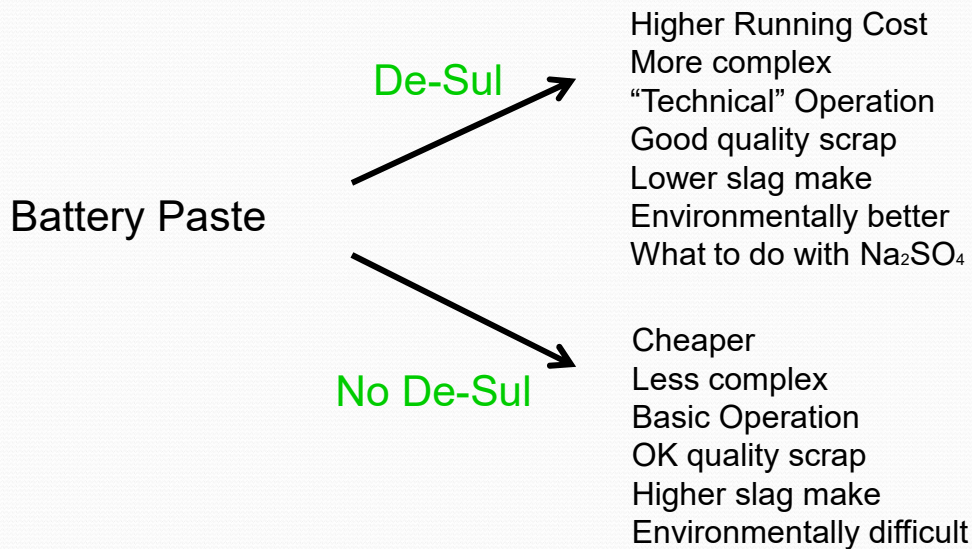 Battery Paste
De-Sul
Higher Running Cost
More complex
“Technical” Operation
Good quality scrap
Lower slag make
Environmentally better
What to do with Na₂SO₄
No De-Sul
Cheaper
Less complex
Basic Operation
OK quality scrap
Higher slag make
Environmentally difficult